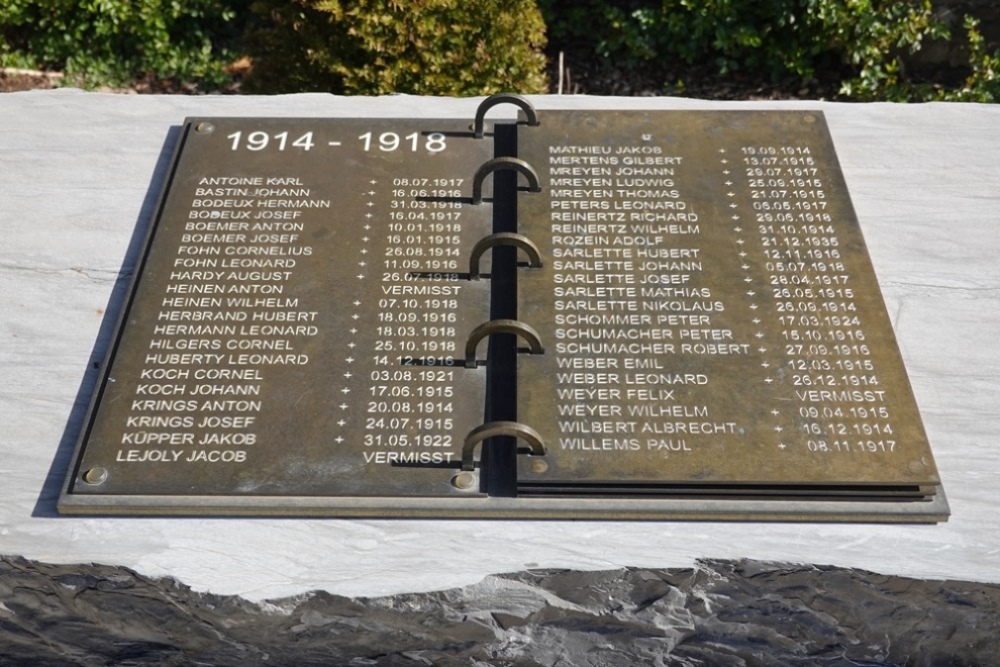 1914 - 1918
ANTOINE KARL + 08.07.1917
BASTIN JOHANN + 16.06.1916
BODEUX HERMANN + 31.03.1918
BODEUX JOSEF + 16.04.1917
BOEMER ANTON + 10.01.1918
BOEMER JOSEF + 16.01.1915
FOHN CORNELIUS + 26.08.1914
FOHN LEONARD + 11.09.1916
HARDY AUGUST + 26.07.1918
HEINEN ANTON VERMISST
HEINEN WILHELM + 07.10.1918
HERBRAND HUBERT + 18.09.1916
HERMANN LEONARD + 18.03.1918
HILGERS CORNEL + 25.10.1918
HUBERTY LEONARD + 14.12.1916
KOCH CORNEL + 03.08.1921
KOCH JOHANN + 17.06.1915
KRINGS ANTON + 20.08.1914
KRINGS JOSEF + 24.07.1915
KÜPPER JAKOB + 31.05.1922
LEJOLY JACOB VERMISST
MATHIEU JAKOB + 19.09.1914
MERTENS GILBERT + 13.07.1915
MREYEN JOHANN + 29.07.1917
MREYEN LUDWIG + 25.09.1915
MREYEN THOMAS + 21.07.1915
PETERS LEONARD + 06.05.1917
REINERTZ RICHARD + 29.06.1918
REINERTZ WILHELM + 31.10.1914
ROZEIN ADOLF + 21.12.1935
SARLETTE HUBERT + 12.11.1916
SARLETTE JOHANN + 05.07.1918
SARLETTE JOSEF + 28.04.1917
SARLETTE MATHIAS + 26.05.1915
SARLETTE NIKOLAUS + 26.09.1914
SCHOMMER PETER + 17.03.1924
SCHUMACHER PETER + 15.10.1916
SCHUMACHER ROBERT + 27.09.1916
WEBER EMIL + 12.03.1915
WEBER LEONARD + 26.12.1914
WEYER FELIX VERMISST
WEYER WILHELM + 09.04.1915
WILBERT ALBRECHT + 16.12.1914
WILLEMS PAUL + 08.11.1917